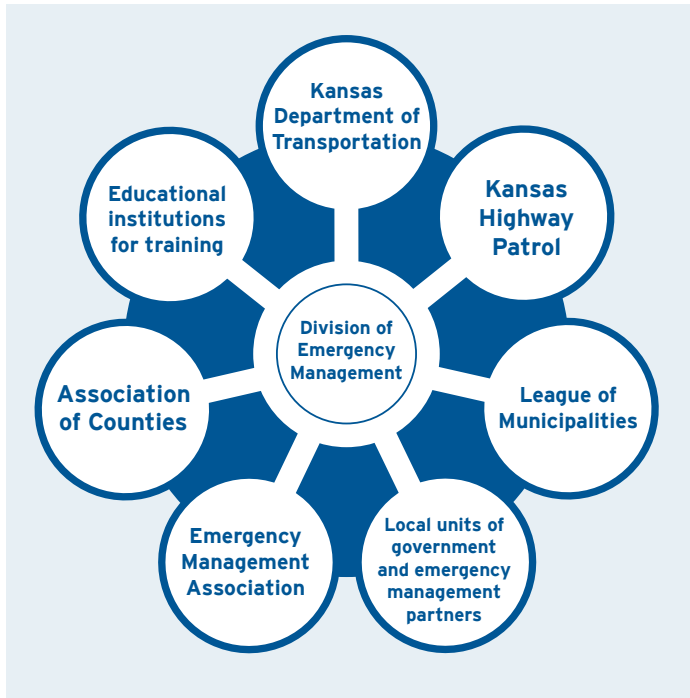 Kansas
Department of
Transportation
Kansas
Highway
Patrol
Educational
institutions
for training
Division of
Emergency
Management
Association
of Counties
League of
Municipalities
Emergency
Management
Association
Local units of
government
and emergency
management
partners